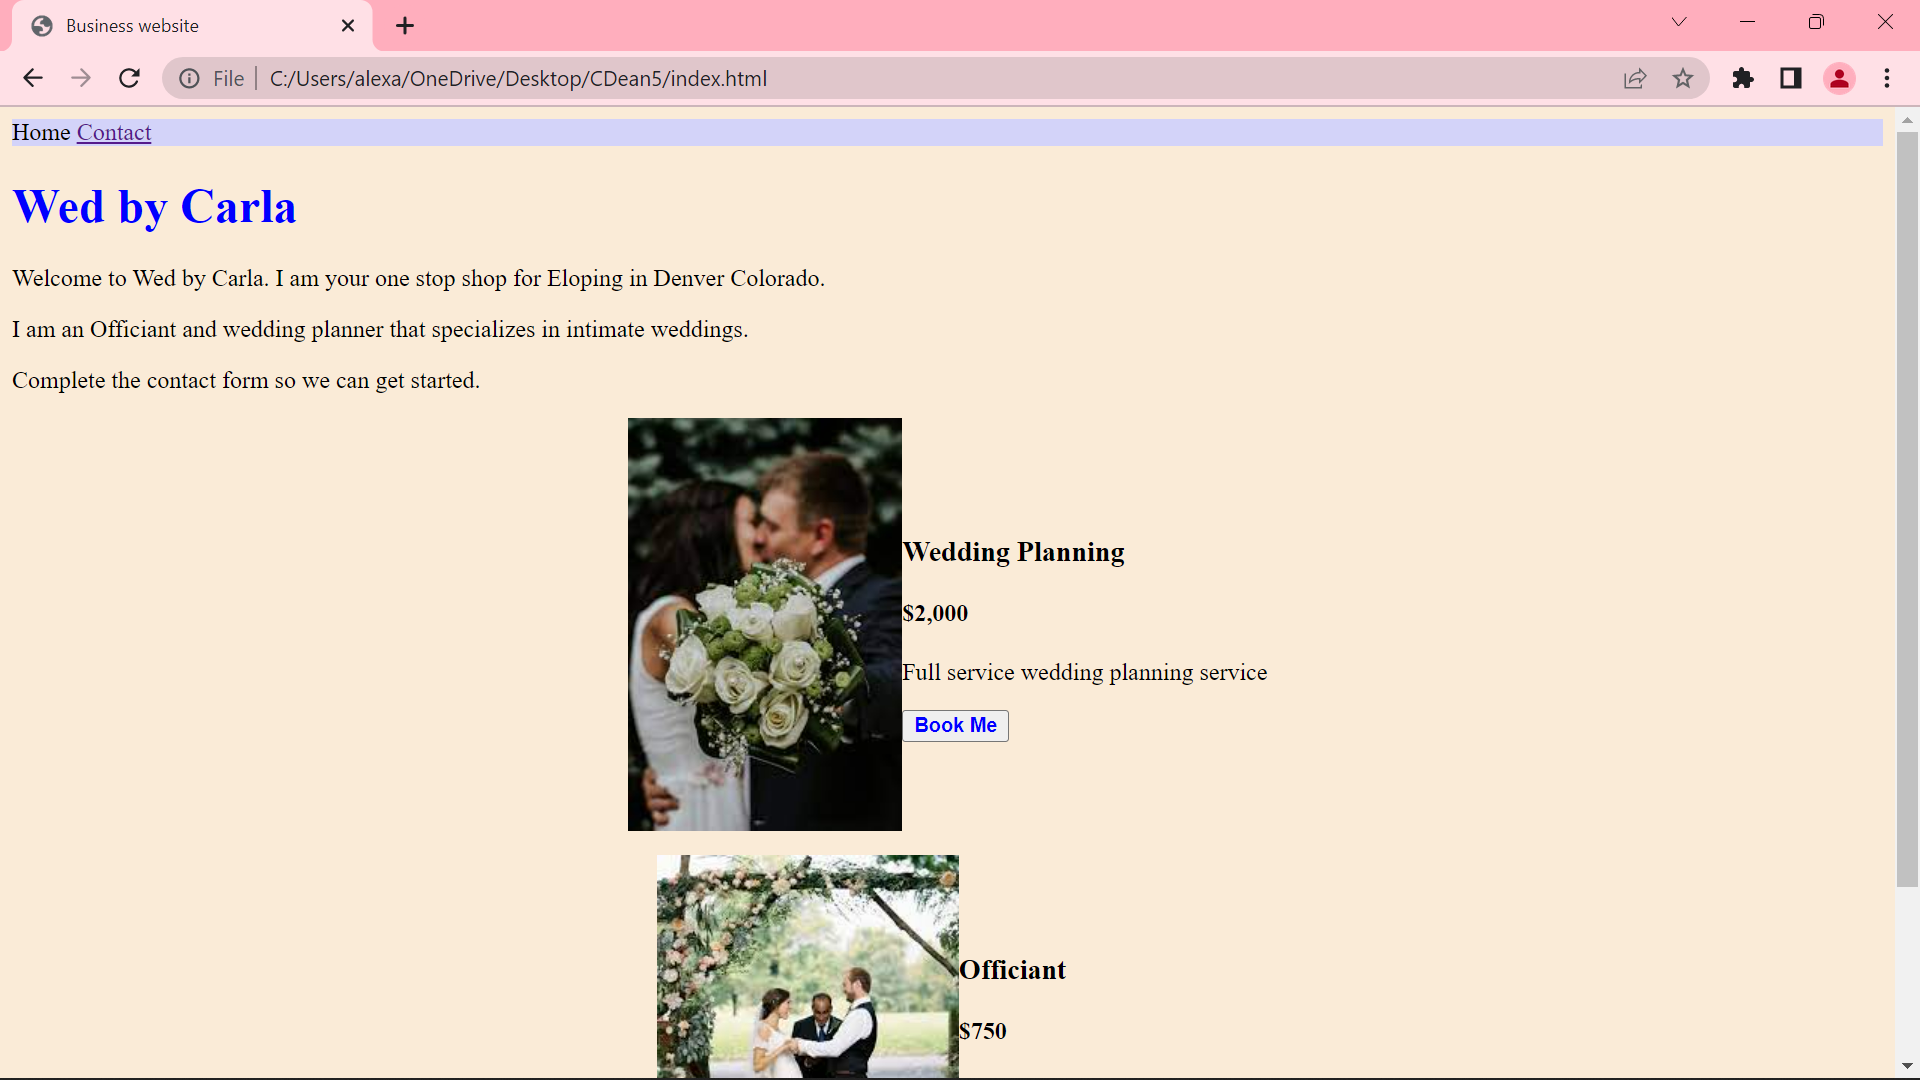 Business website
File
C:/Users/alexa/OneDrive/Desktop/CDean5/index.html
Home Contact
Wed by Carla
Welcome to Wed by Carla. I am your one stop shop for Eloping in Denver Colorado.
I am an Officiant and wedding planner that specializes in intimate weddings.
Complete the contact form so we can get started.
Wedding Planning
$2,000
Full service wedding planning service
Book Me
Officiant
$750